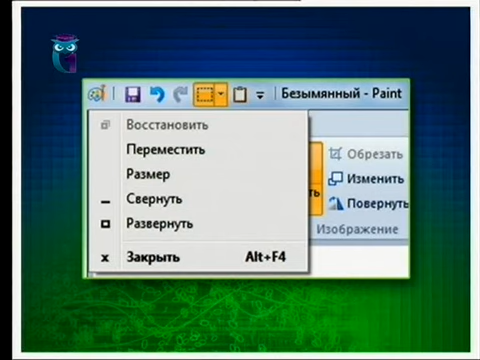 Безымянный - Paint
Восстановить
Переместить
Размер
Свернуть
Развернуть
Закрыть Alt+F4
Обрезать
Изменить
Повернуть
Изображение